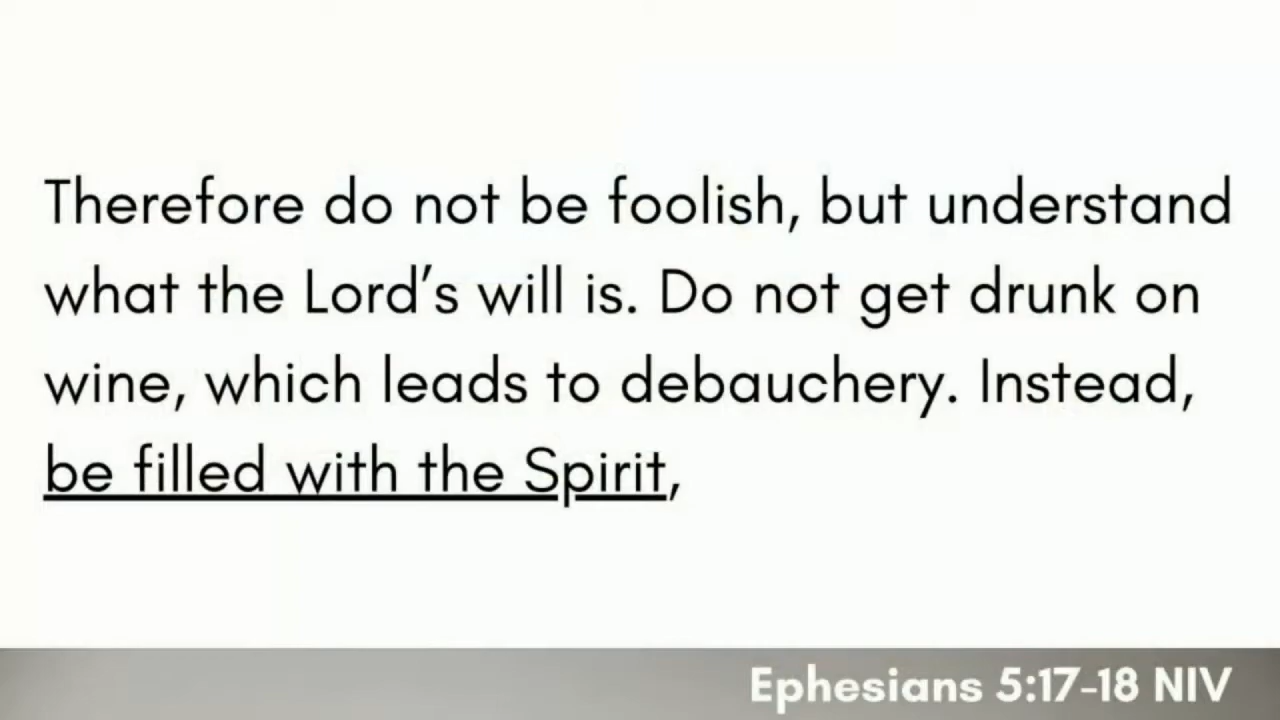 Therefore do not be foolish, but understand
what the Lord’s will is. Do not get drunk on
wine, which leads to debauchery. Instead,
be filled with the Spirit,
Ephesians 5:17-18 NIV